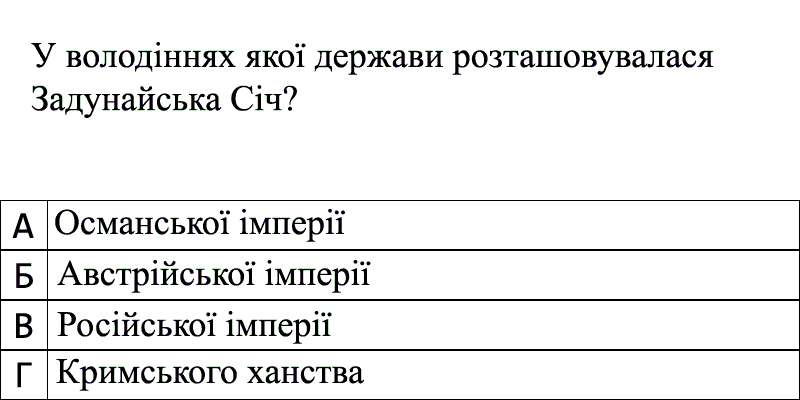 У володіннях якої держави розташовувалася
Задунайська Січ?
А Османської імперії
Б Австрійської імперії
В Російської імперії
Г Кримського ханства